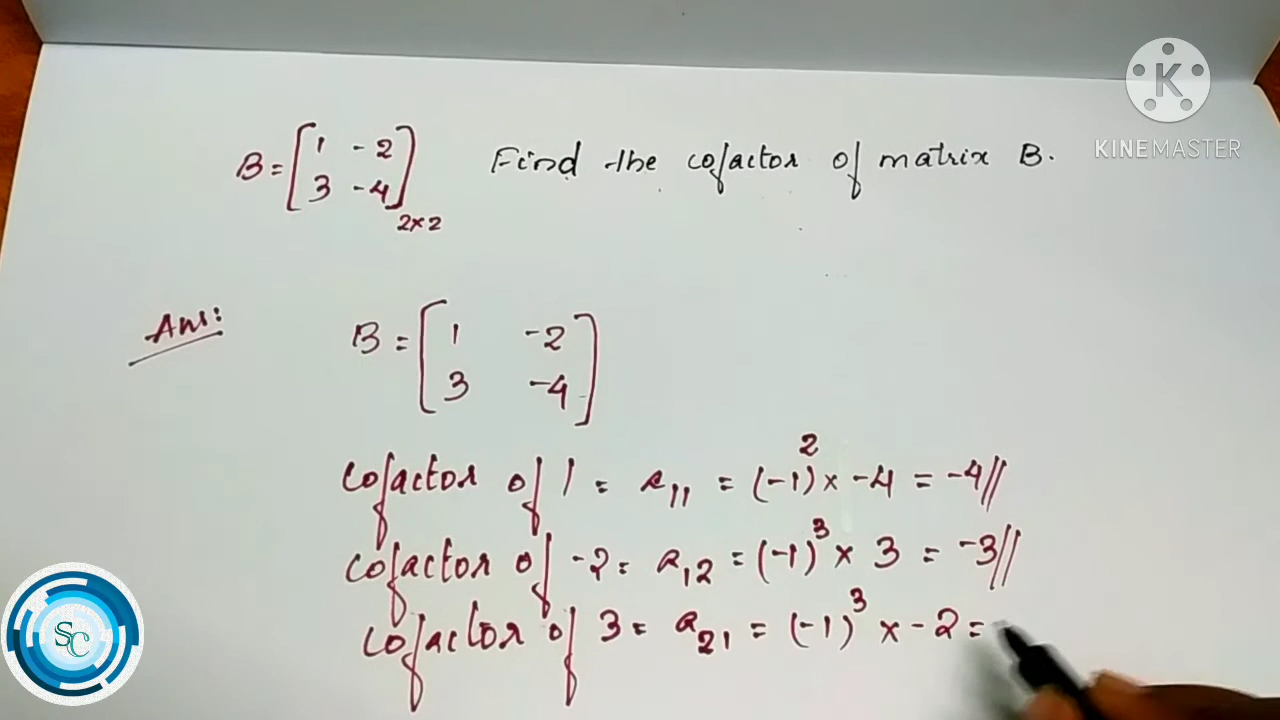 K
KINEMASTER
B = [ 1 -2
3 -4 ] 2×2
Find the cofactor of matrix B.
Ans:
B = [ 1 -2
3 -4 ]
cofactor of 1 = a11 = (-1)^2 × -4 = -4//
cofactor of -2 = a12 = (-1)^3 × 3 = -3//
cofactor of 3 = a21 = (-1)^3 × -2 =
SC